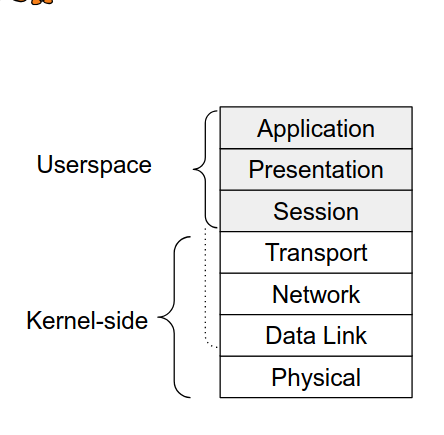 Application
Userspace
Presentation
Session
Transport
Network
Kernel-side
Data Link
Physical